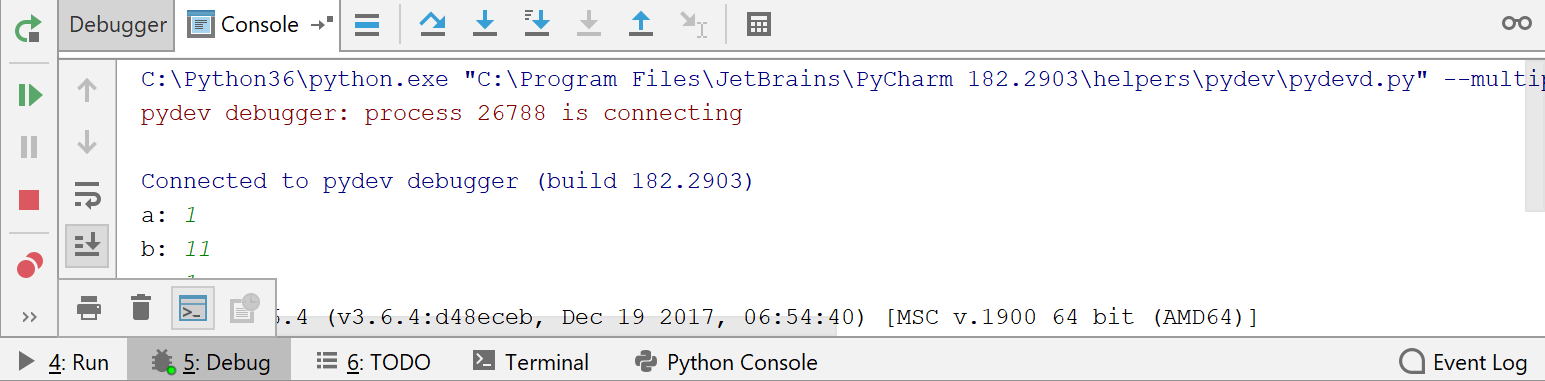 Debugger Console
C:\Python36\python.exe "C:\Program Files\JetBrains\PyCharm 182.2903\helpers\pydev\pydevd.py" --multip
pydev debugger: process 26788 is connecting
Connected to pydev debugger (build 182.2903)
a: 1
b: 11
.4 (v3.6.4:d48eceb, Dec 19 2017, 06:54:40) [MSC v.1900 64 bit (AMD64)]
4: Run 5: Debug 6: TODO Terminal Python Console Event Log